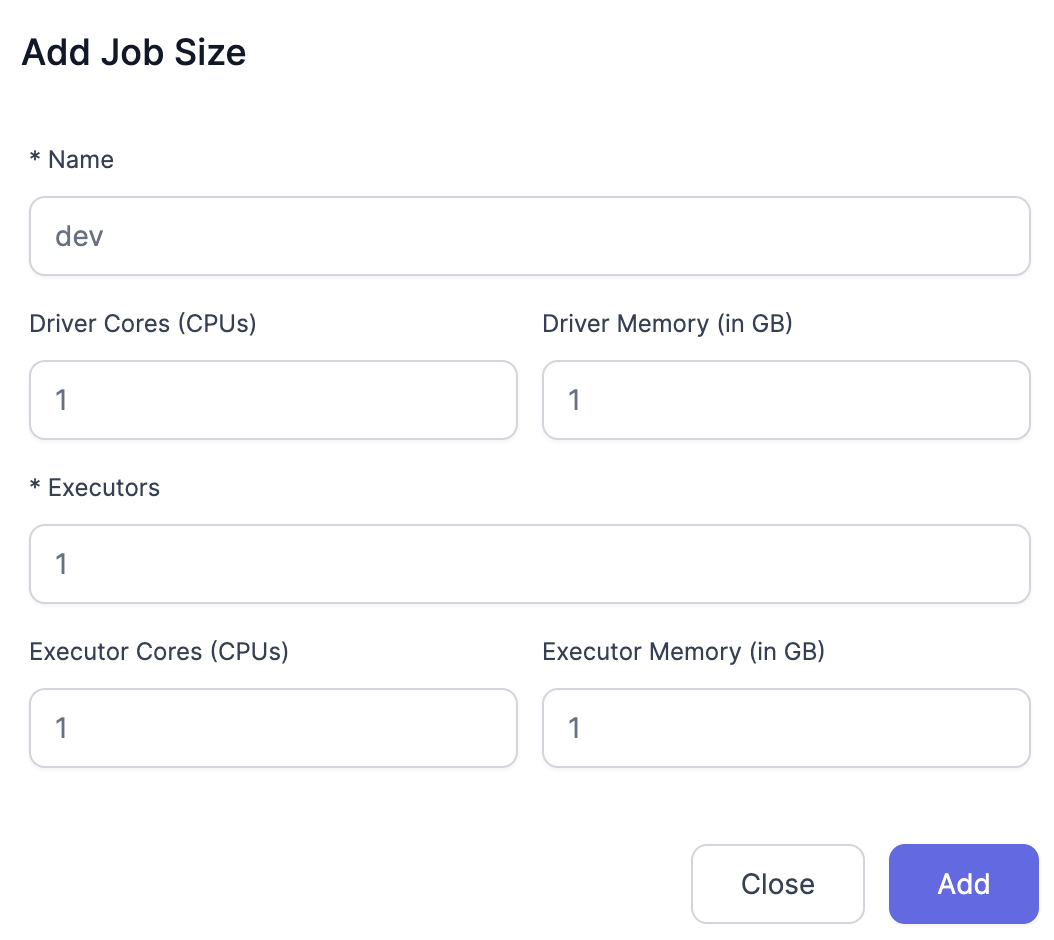 Add Job Size
* Name
dev
Driver Cores (CPUs) Driver Memory (in GB)
1 1
* Executors
1
Executor Cores (CPUs) Executor Memory (in GB)
1 1
Close Add